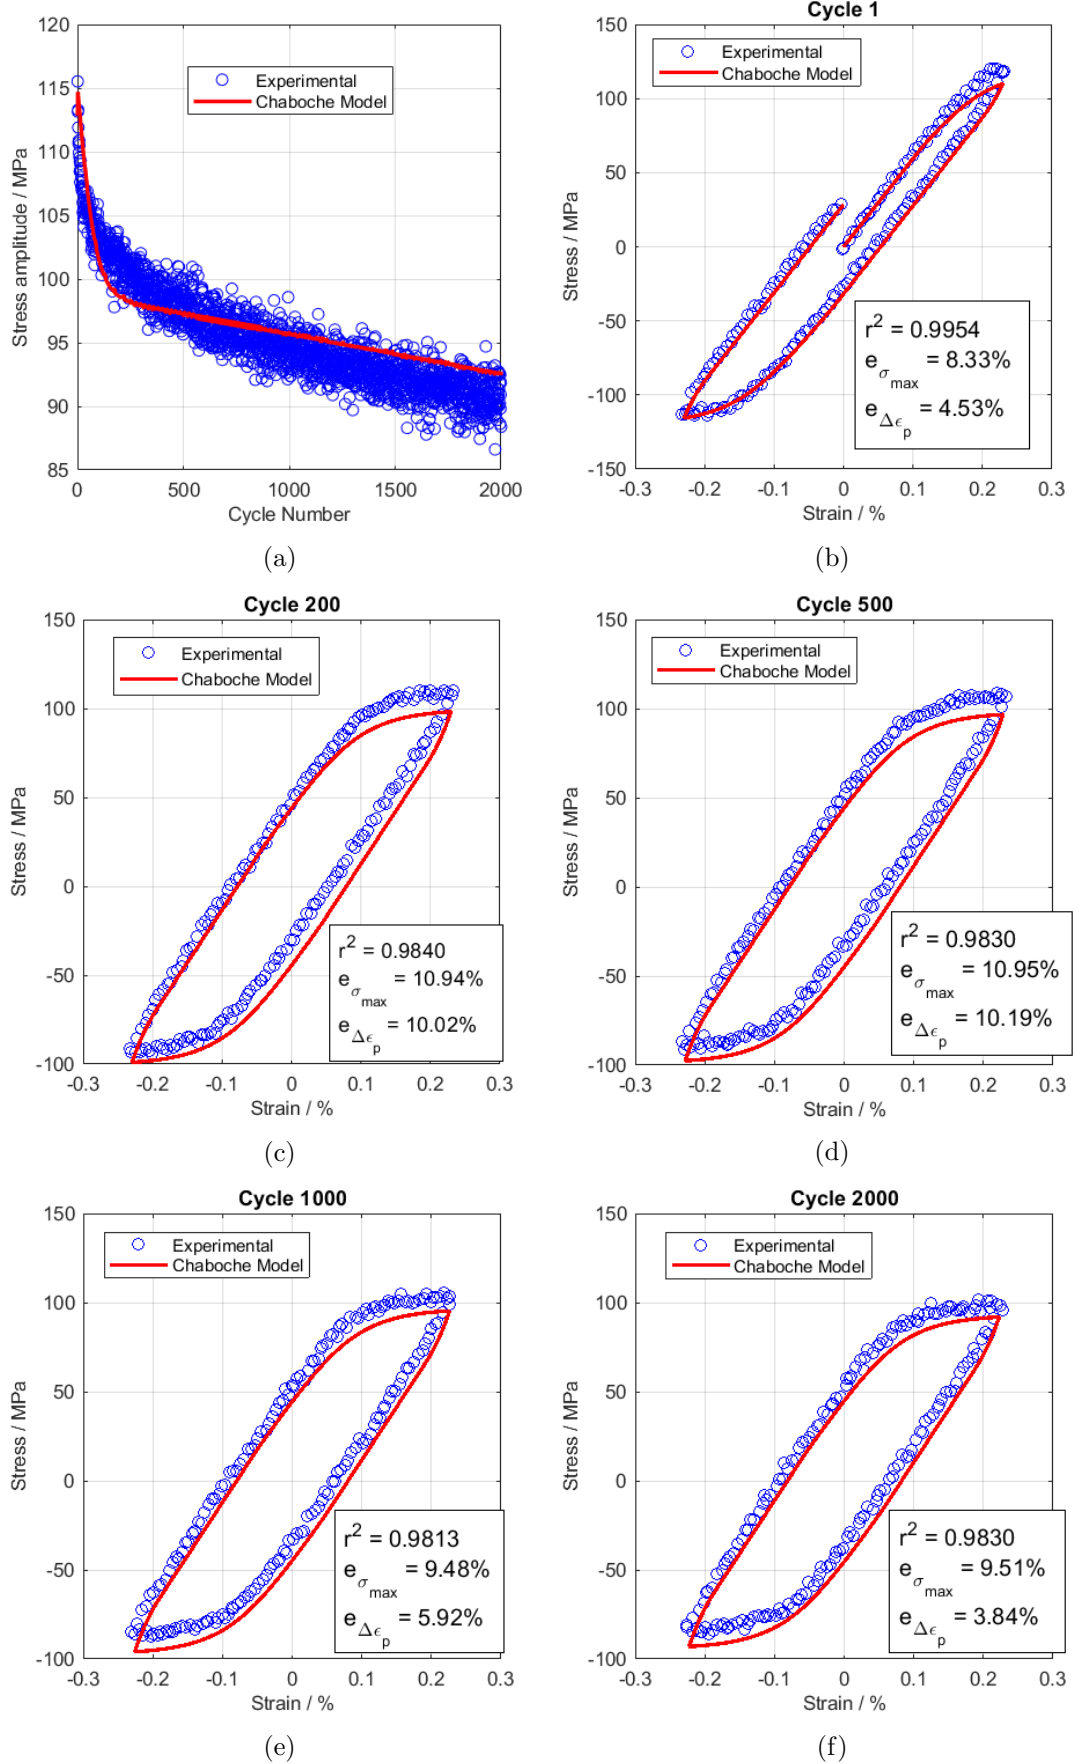 120
115
110
105
100
95
90
85
Stress amplitude / MPa
Experimental
Chaboche Model
0
500
1000
1500
2000
Cycle Number
(a)
Cycle 1
150
100
50
0
-50
-100
-150
Stress / MPa
Experimental
Chaboche Model
r² = 0.9954
e_σ_max = 8.33%
e_Δϵ_p = 4.53%
-0.3
-0.2
-0.1
0
0.1
0.2
0.3
Strain / %
(b)
Cycle 200
150
100
50
0
-50
-100
Stress / MPa
Experimental
Chaboche Model
r² = 0.9840
e_σ_max = 10.94%
e_Δϵ_p = 10.02%
-0.3
-0.2
-0.1
0
0.1
0.2
0.3
Strain / %
(c)
Cycle 500
150
100
50
0
-50
-100
Stress / MPa
Experimental
Chaboche Model
r² = 0.9830
e_σ_max = 10.95%
e_Δϵ_p = 10.19%
-0.3
-0.2
-0.1
0
0.1
0.2
0.3
Strain / %
(d)
Cycle 1000
150
100
50
0
-50
-100
Stress / MPa
Experimental
Chaboche Model
r² = 0.9813
e_σ_max = 9.48%
e_Δϵ_p = 5.92%
-0.3
-0.2
-0.1
0
0.1
0.2
0.3
Strain / %
(e)
Cycle 2000
150
100
50
0
-50
-100
Stress / MPa
Experimental
Chaboche Model
r² = 0.9830
e_σ_max = 9.51%
e_Δϵ_p = 3.84%
-0.3
-0.2
-0.1
0
0.1
0.2
0.3
Strain / %
(f)